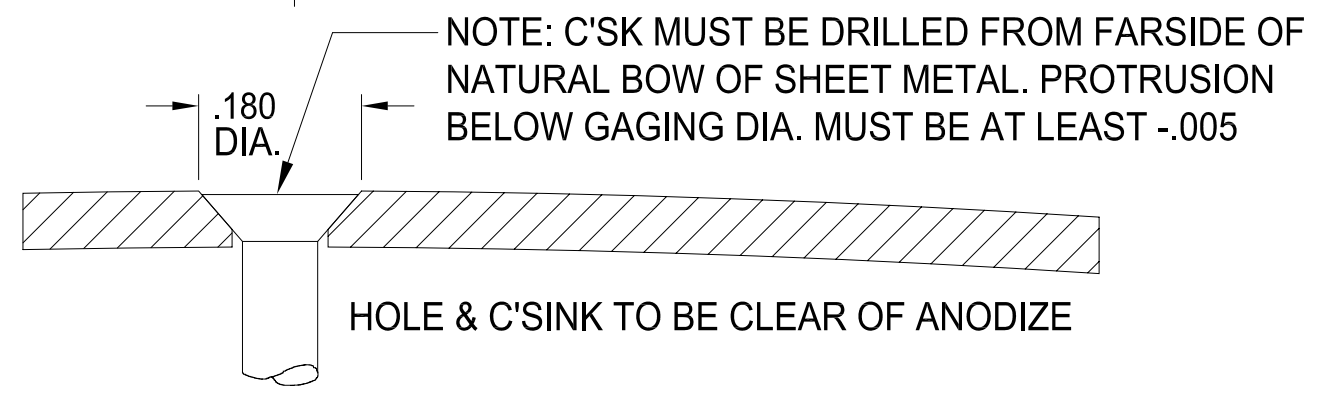 NOTE: C'SK MUST BE DRILLED FROM FARSIDE OF
NATURAL BOW OF SHEET METAL. PROTRUSION
BELOW GAGING DIA. MUST BE AT LEAST -.005
.180
DIA.
HOLE & C'SINK TO BE CLEAR OF ANODIZE